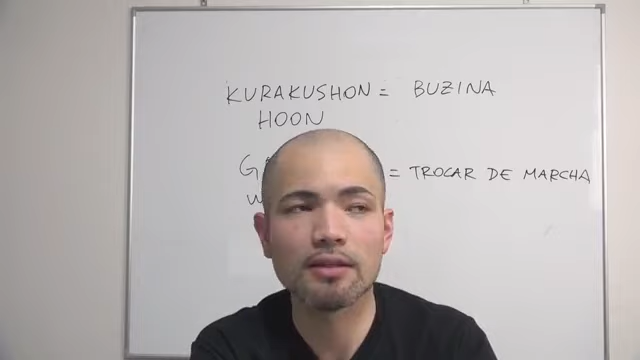 KURAKUSHON = BUZINA
HOON
= TROCAR DE MARCHA